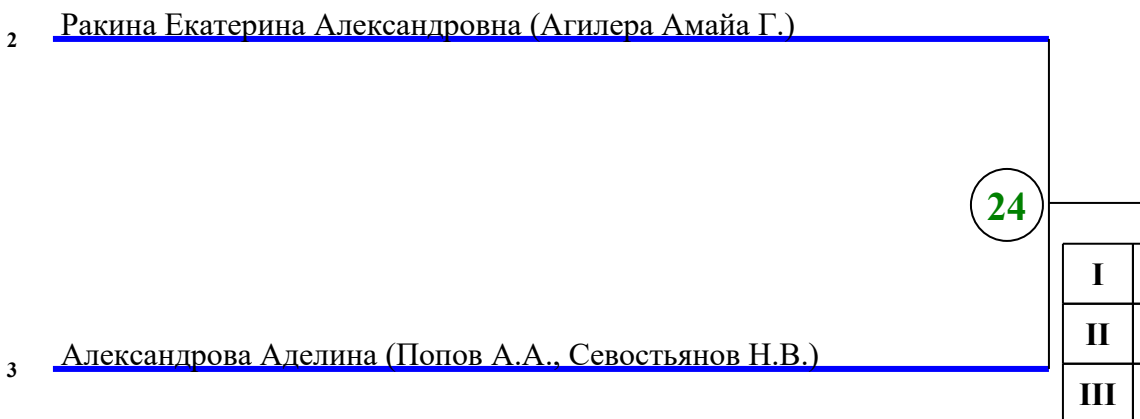 2 Ракина Екатерина Александровна (Агилера Амайа Г.)
24
I
II
3 Александрова Аделина (Попов А.А., Севостьянов Н.В.)
III